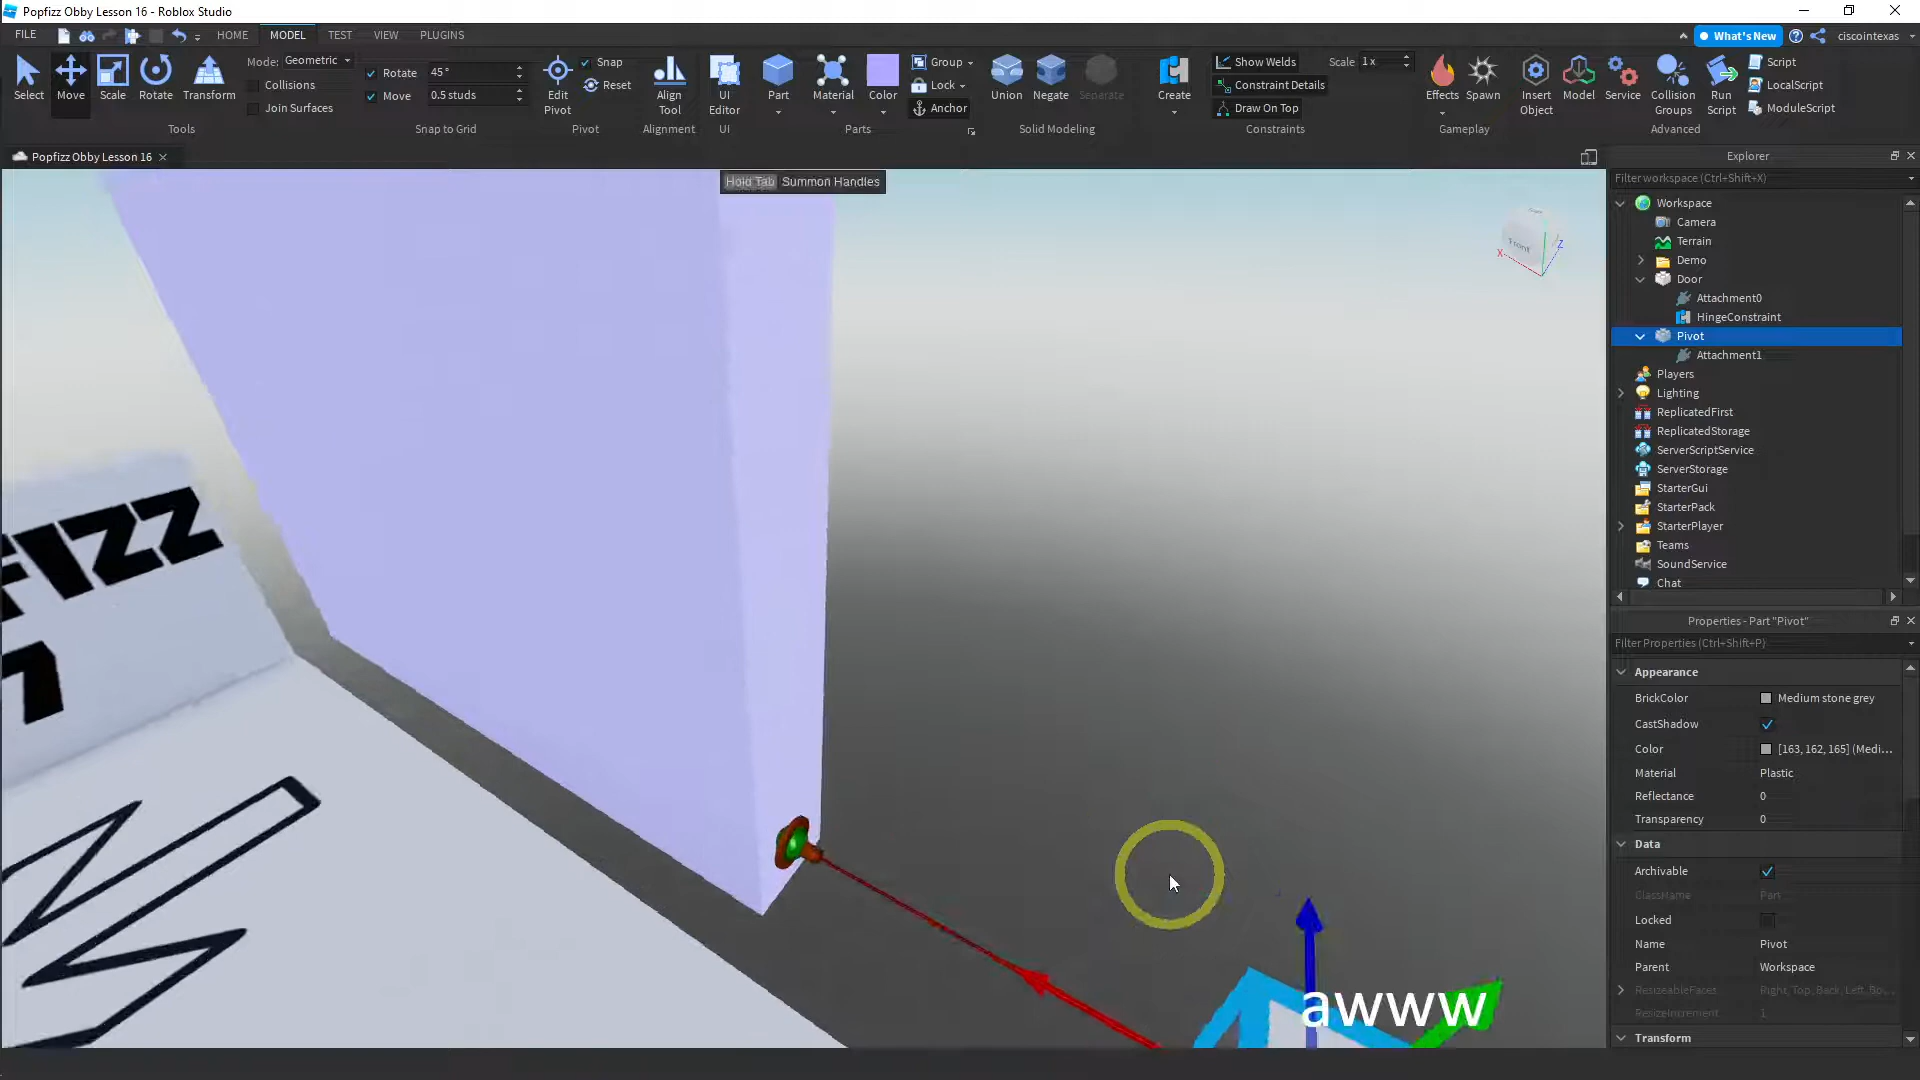 Popfizz Obby Lesson 16 - Roblox Studio
FILE HOME MODEL TEST VIEW PLUGINS What's New ciscointexas
Select Move Scale Rotate Transform
Mode: Geometric
Collisions
Join Surfaces
Tools
Rotate 45°
Move 0.5 studs
Snap to Grid
Edit Pivot
Snap
Reset
Pivot
Align Tool
Alignment
UI Editor
UI
Part Material Color
Group
Lock
Anchor
Parts
Union Negate Separate
Solid Modeling
Create
Show Welds
Constraint Details
Draw On Top
Scale 1 x
Constraints
Effects Spawn
Gameplay
Insert Object
Model
Service
Collision Groups
Run Script
Script
LocalScript
ModuleScript
Advanced
Popfizz Obby Lesson 16
Hold Tab Summon Handles
Front
X
Z
FIZZ
awww
Explorer
Filter workspace (Ctrl+Shift+X)
Workspace
Camera
Terrain
Demo
Door
Attachment0
HingeConstraint
Pivot
Attachment1
Players
Lighting
ReplicatedFirst
ReplicatedStorage
ServerScriptService
ServerStorage
StarterGui
StarterPack
StarterPlayer
Teams
SoundService
Chat
Properties - Part "Pivot"
Filter Properties (Ctrl+Shift+P)
Appearance
BrickColor Medium stone grey
CastShadow
Color [163, 162, 165] (Medi...
Material Plastic
Reflectance 0
Transparency 0
Data
Archivable
ClassName Part
Locked
Name Pivot
Parent Workspace
ResizeableFaces Right, Top, Back, Left, Bo...
ResizeIncrement 1
Transform